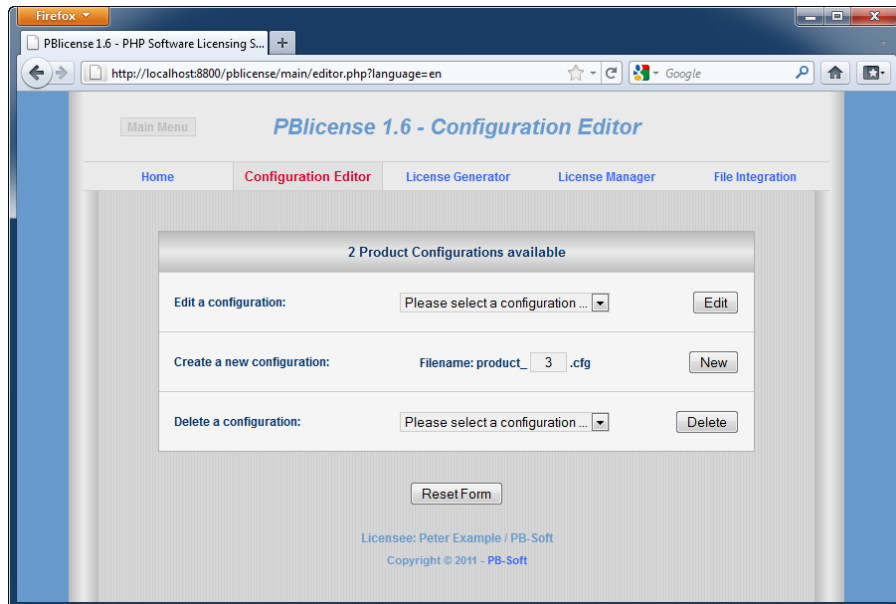 Firefox
PBlicense 1.6 - PHP Software Licensing S...
http://localhost:8800/pblicense/main/editor.php?language=en
Google
Main Menu
PBlicense 1.6 - Configuration Editor
Home Configuration Editor License Generator License Manager File Integration
2 Product Configurations available
Edit a configuration: Please select a configuration ... Edit
Create a new configuration: Filename: product_ 3 .cfg New
Delete a configuration: Please select a configuration ... Delete
Reset Form
Licensee: Peter Example / PB-Soft
Copyright © 2011 - PB-Soft